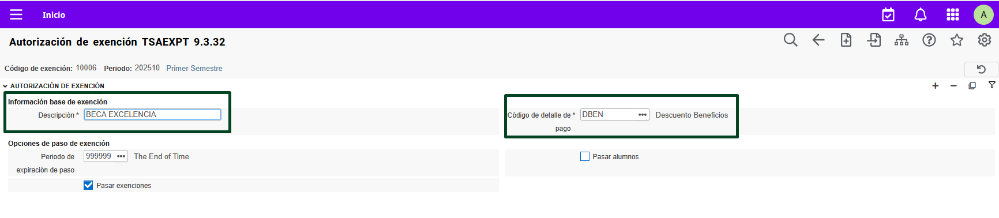 Inicio
A
Autorización de exención TSAEXPT 9.3.32
Código de exención: 10006 Periodo: 202510 Primer Semestre
AUTORIZACIÓN DE EXENCIÓN
Información base de exención
Descripción * BECA EXCELENCIA
Código de detalle de * DBEN ••• Descuento Beneficios
pago
Opciones de paso de exención
Periodo de 999999 ••• The End of Time
expiración de paso
Pasar alumnos
Pasar exenciones